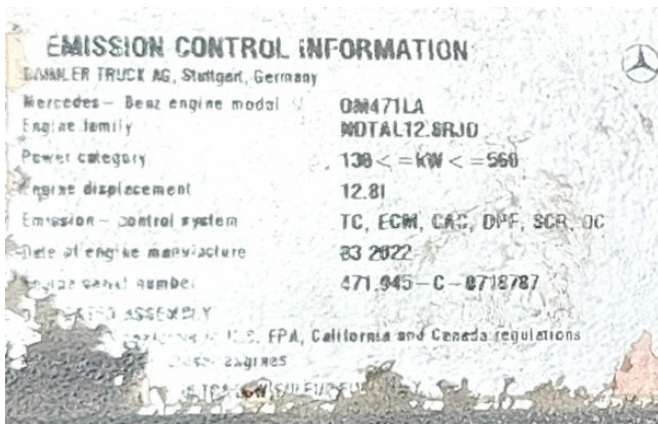 EMISSION CONTROL INFORMATION
DAIMLER TRUCK AG, Stuttgart, Germany
Mercedes-Benz engine model OM471LA
Engine family
Power category 130<=kW<=560
Engine displacement 12.8l
Emission-control system TC, ECM, CAC, DPF, SCR, OC
Date of engine manufacture 03 2022
Engine serial number 471.945-C-0718787
ASSEMBLY
U.S. EPA, California and Canada regulations
engines